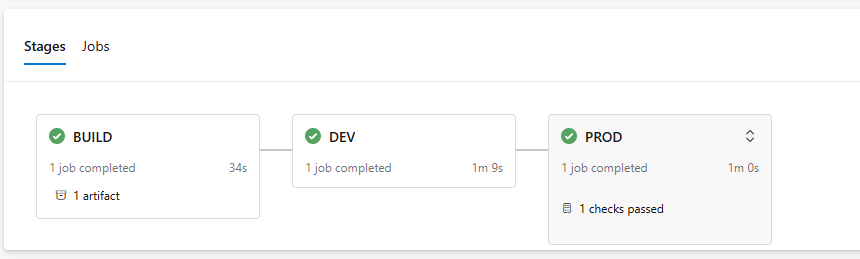 Stages Jobs
BUILD
1 job completed 34s
1 artifact
DEV
1 job completed 1m 9s
PROD
1 job completed 1m 0s
1 checks passed